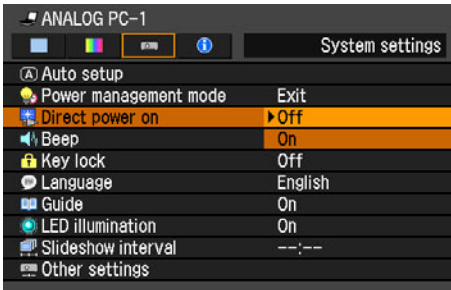 ANALOG PC-1
System settings
Auto setup
Power management mode Exit
Direct power on Off
Beep On
Key lock Off
Language English
Guide On
LED illumination On
Slideshow interval --:--
Other settings